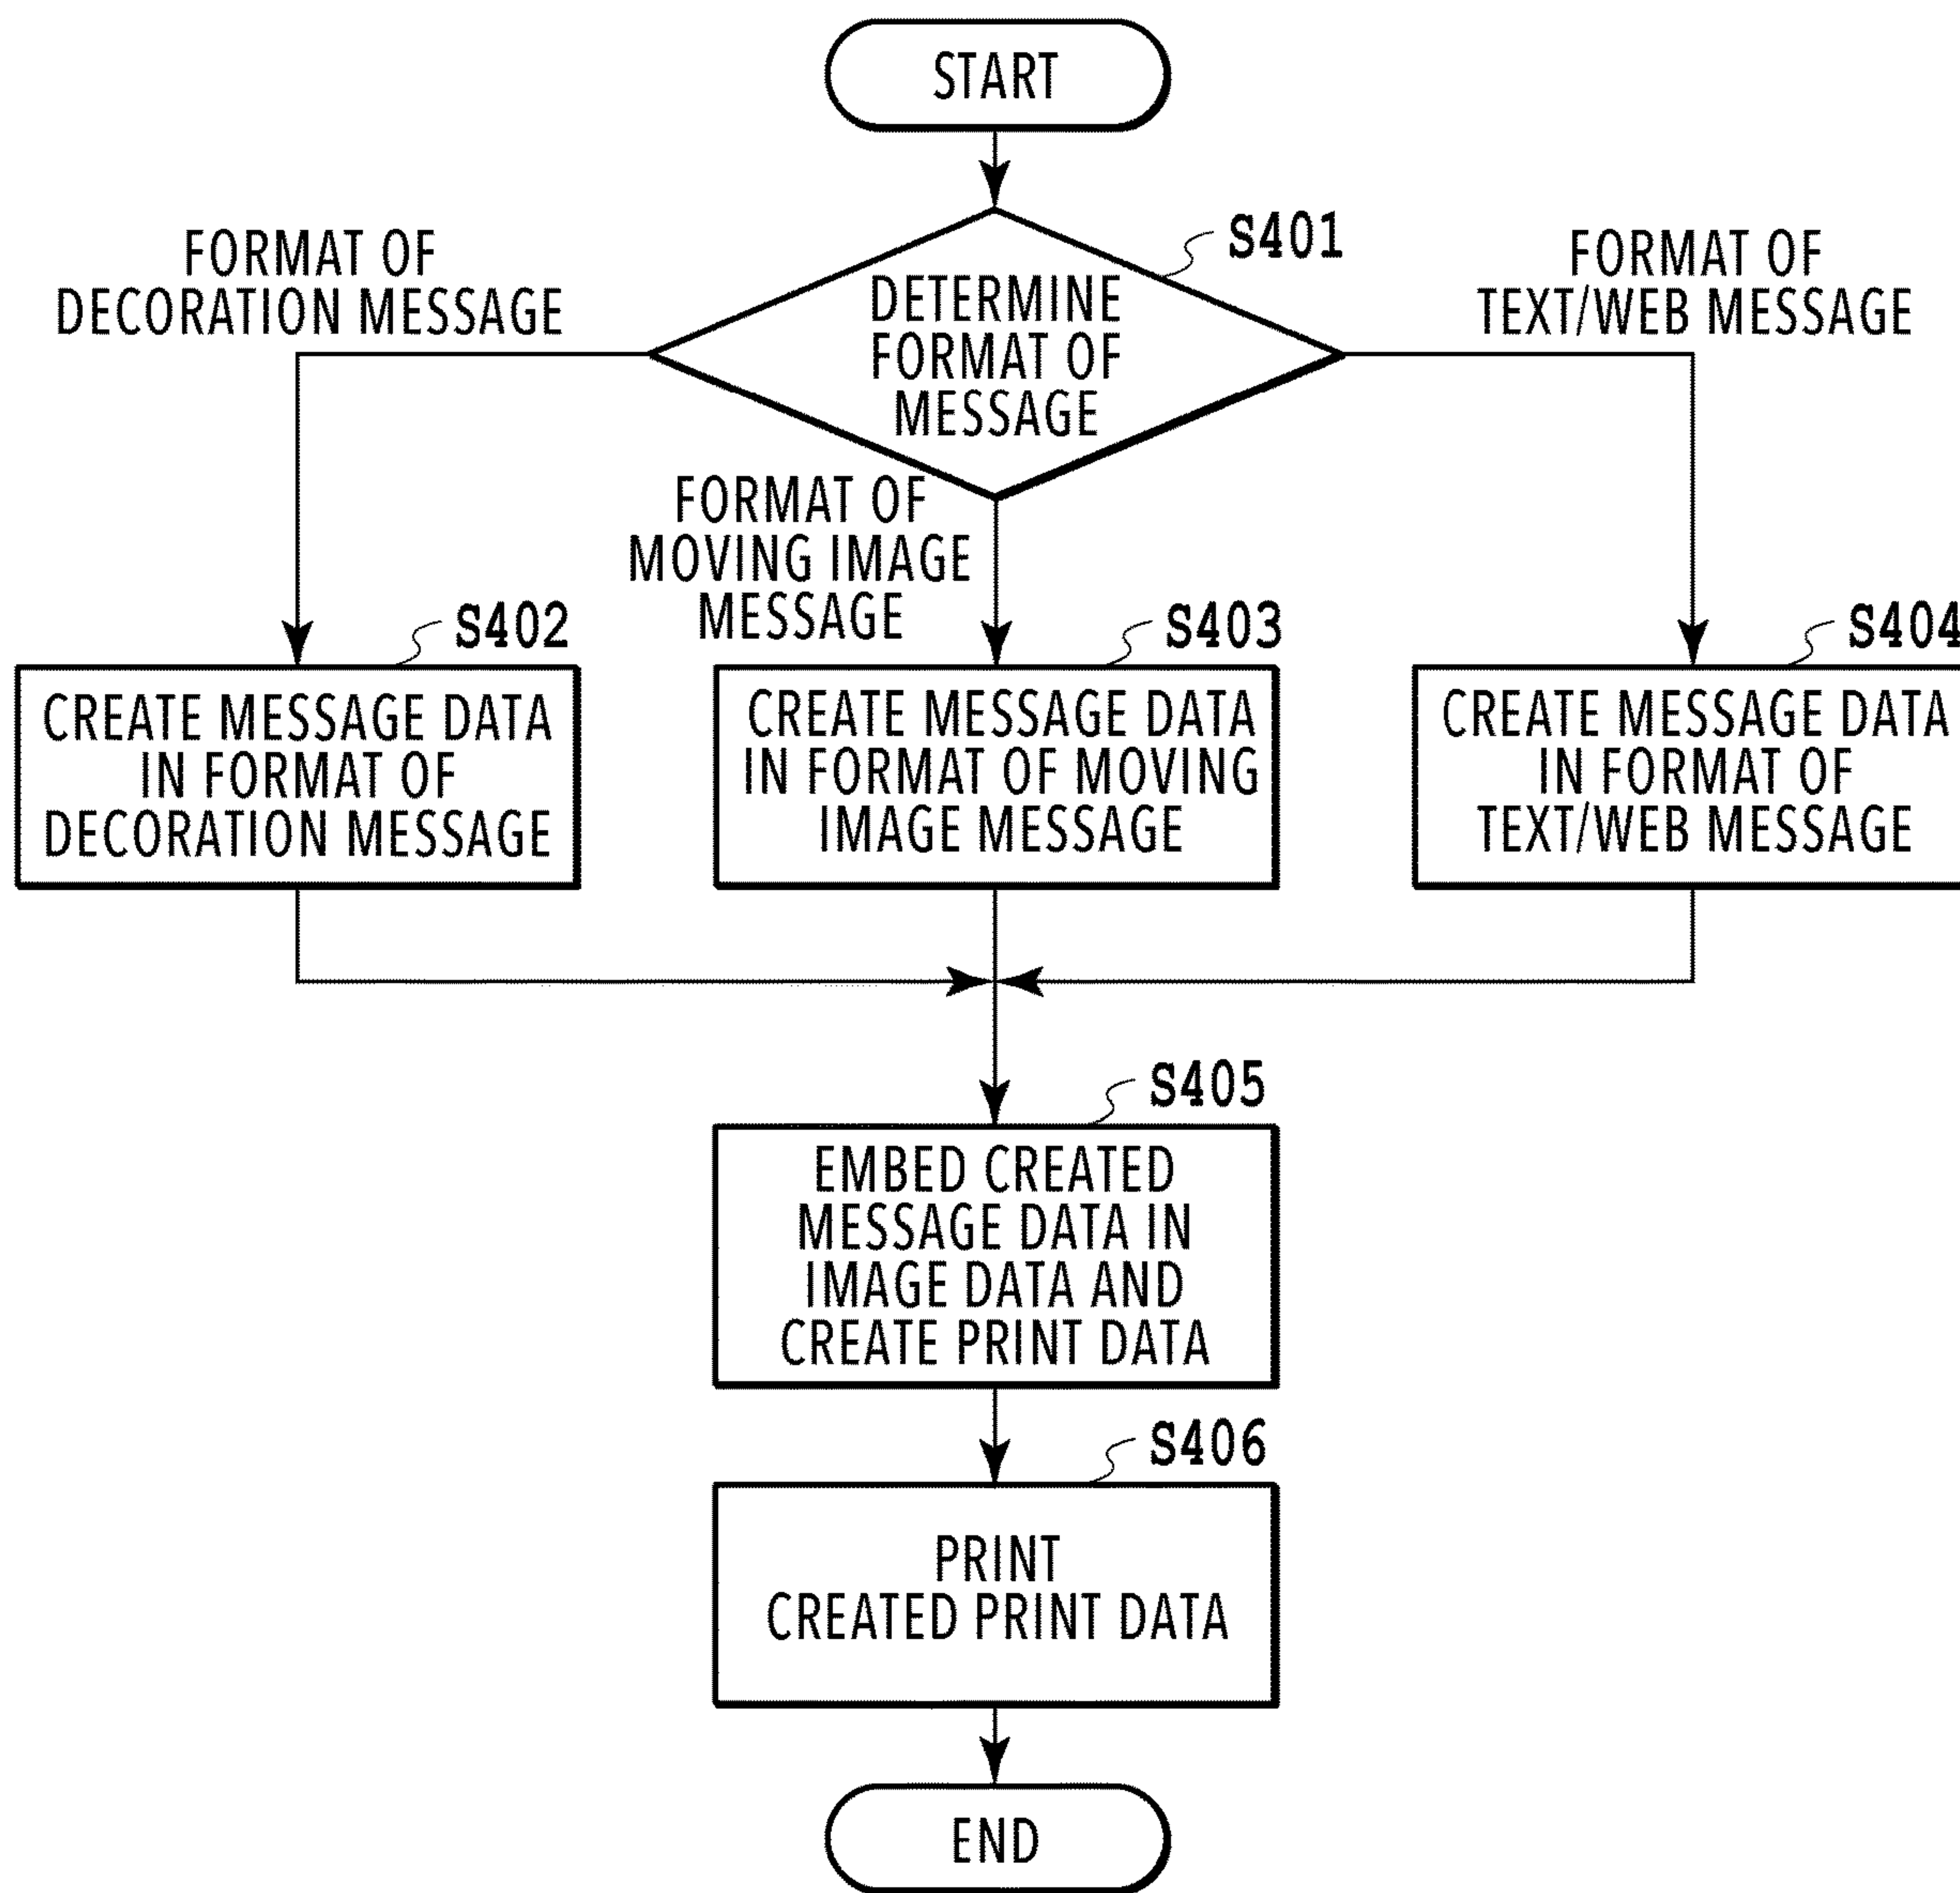 START
S401
FORMAT OF
DECORATION MESSAGE
DETERMINE
FORMAT OF
MESSAGE
FORMAT OF
TEXT/WEB MESSAGE
FORMAT OF
MOVING IMAGE
MESSAGE
S402
CREATE MESSAGE DATA
IN FORMAT OF
DECORATION MESSAGE
S403
CREATE MESSAGE DATA
IN FORMAT OF MOVING
IMAGE MESSAGE
S404
CREATE MESSAGE DATA
IN FORMAT OF
TEXT/WEB MESSAGE
S405
EMBED CREATED
MESSAGE DATA IN
IMAGE DATA AND
CREATE PRINT DATA
S406
PRINT
CREATED PRINT DATA
END